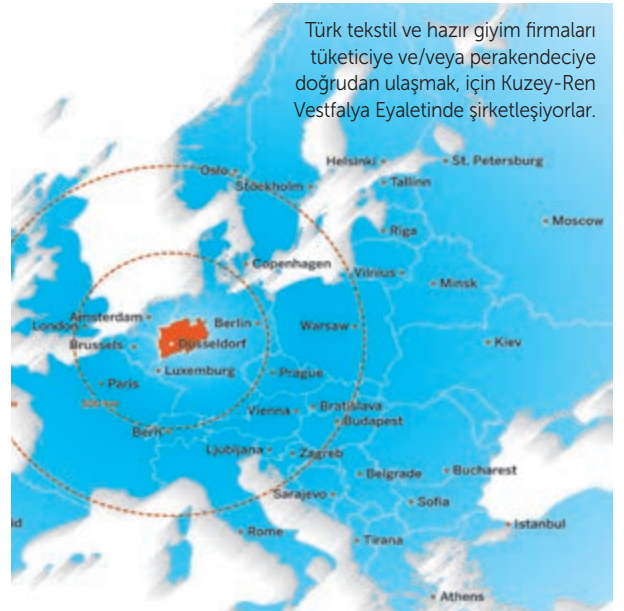 Türk tekstil ve hazır giyim firmaları
tüketiciye ve/veya perakendeciye
doğrudan ulaşmak, için Kuzey-Ren
Vestfalya Eyaletinde şirketleşiyorlar.
Helsinki
St. Petersburg
Oslo
Stockholm
Tallinn
Moscow
Riga
Copenhagen
Vilnius
Minsk
Amsterdam
London
Berlin
Warsaw
Brussels
Düsseldorf
Kiev
Luxemburg
Prague
Paris
500 km
Vienna
Bratislava
Budapest
Bern
Ljubljana
Zagreb
Belgrade
Bucharest
Sarajevo
Sofia
Istanbul
Rome
Tirana
Athens